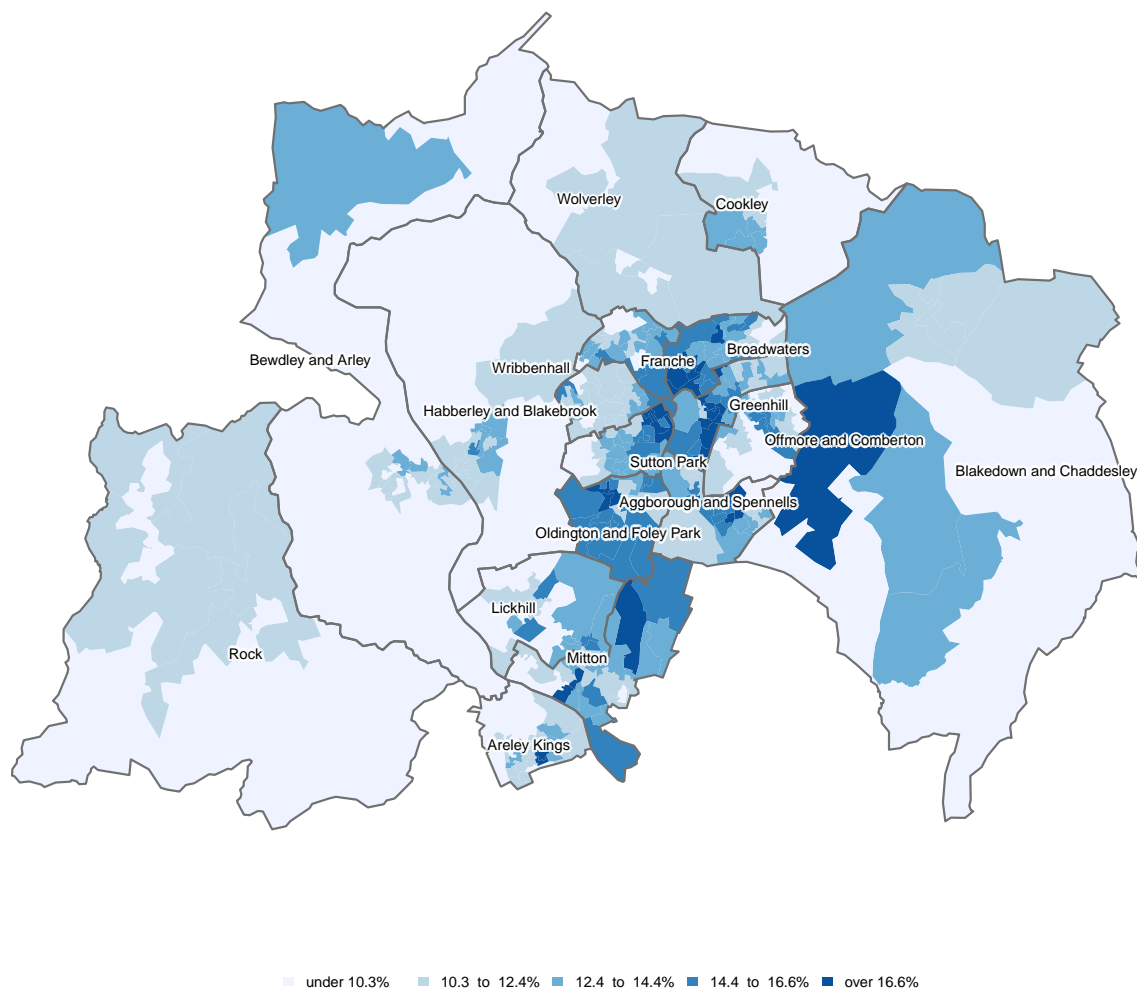 Wolverley
Cookley
Broadwaters
Bewdley and Arley
Franche
Wribbenhall
Greenhill
Habberley and Blakebrook
Offmore and Comberton
Sutton Park
Blakedown and Chaddesley
Aggborough and Spennells
Oldington and Foley Park
Lickhill
Rock
Mitton
Areley Kings
under 10.3% 10.3 to 12.4% 12.4 to 14.4% 14.4 to 16.6% over 16.6%